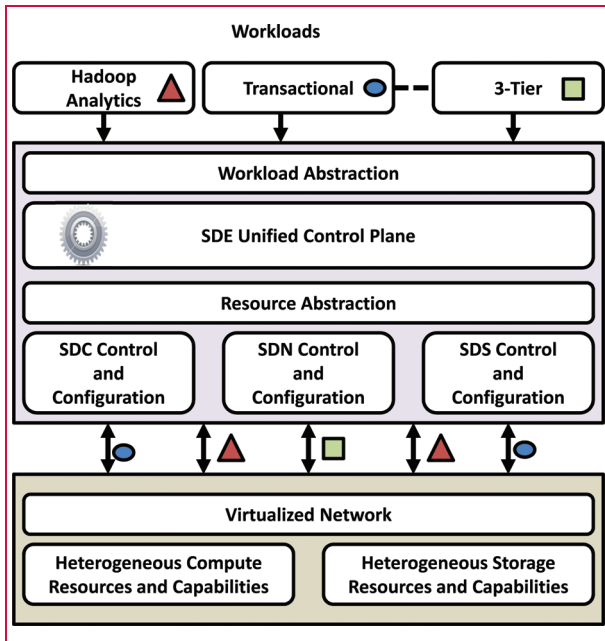 Workloads
Hadoop
Analytics
Transactional
3-Tier
Workload Abstraction
SDE Unified Control Plane
Resource Abstraction
SDC Control
and
Configuration
SDN Control
and
Configuration
SDS Control
and
Configuration
Virtualized Network
Heterogeneous Compute
Resources and Capabilities
Heterogeneous Storage
Resources and Capabilities